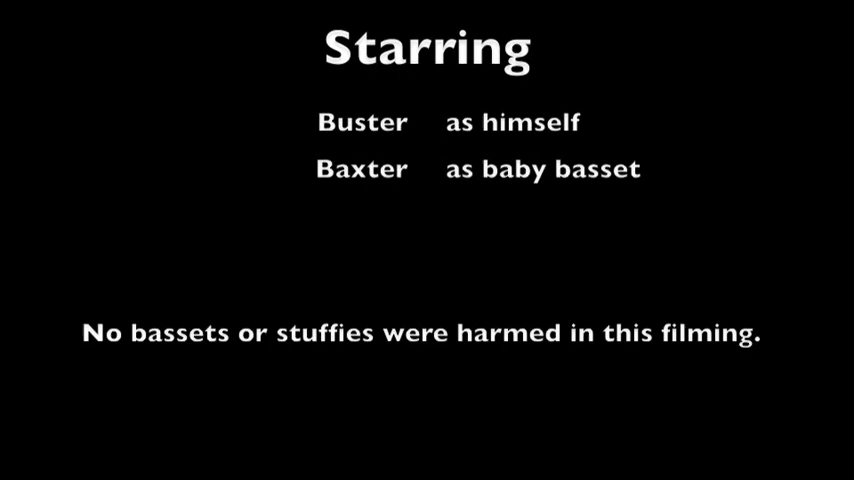 Starring
Buster as himself
Baxter as baby basset
No bassets or stuffies were harmed in this filming.